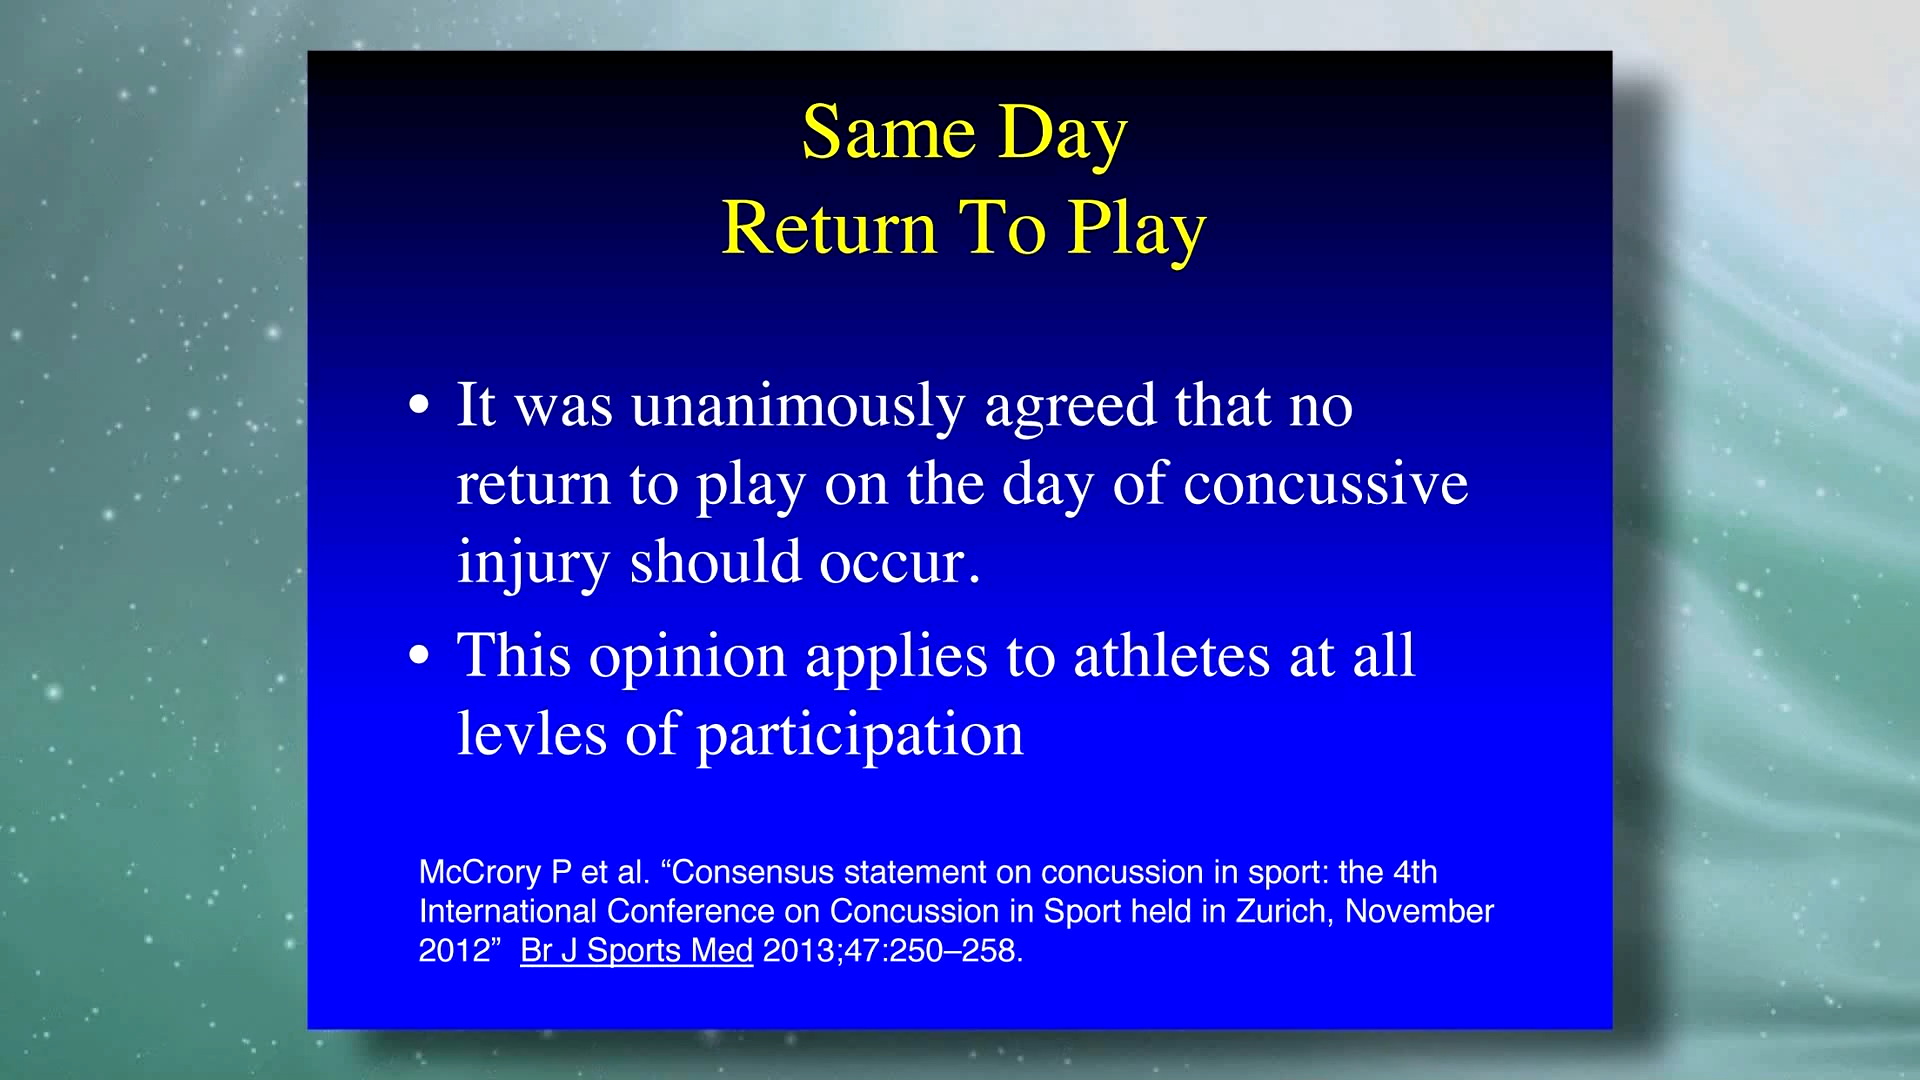 Same Day
Return To Play
• It was unanimously agreed that no
return to play on the day of concussive
injury should occur.
• This opinion applies to athletes at all
levles of participation
McCrory P et al. “Consensus statement on concussion in sport: the 4th
International Conference on Concussion in Sport held in Zurich, November
2012” Br J Sports Med 2013;47:250–258.